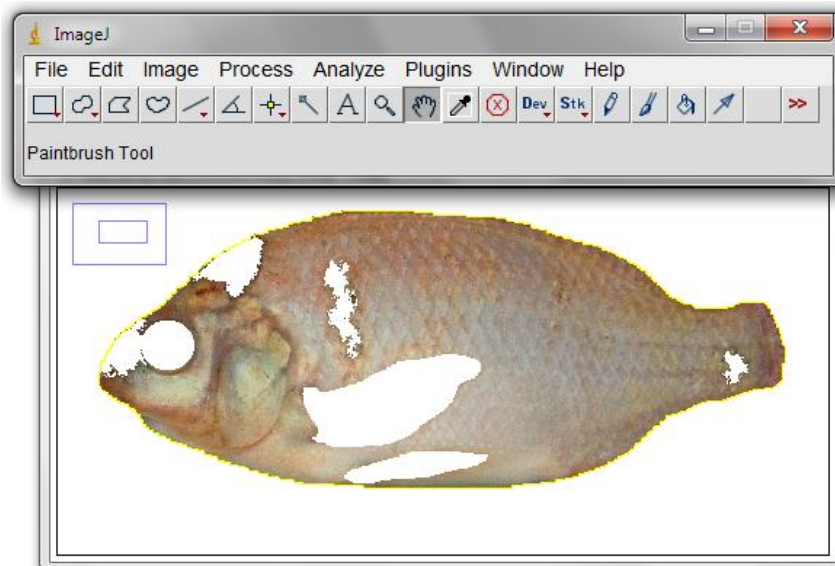 ImageJ
File Edit Image Process Analyze Plugins Window Help
A Dev Stk >>
Paintbrush Tool